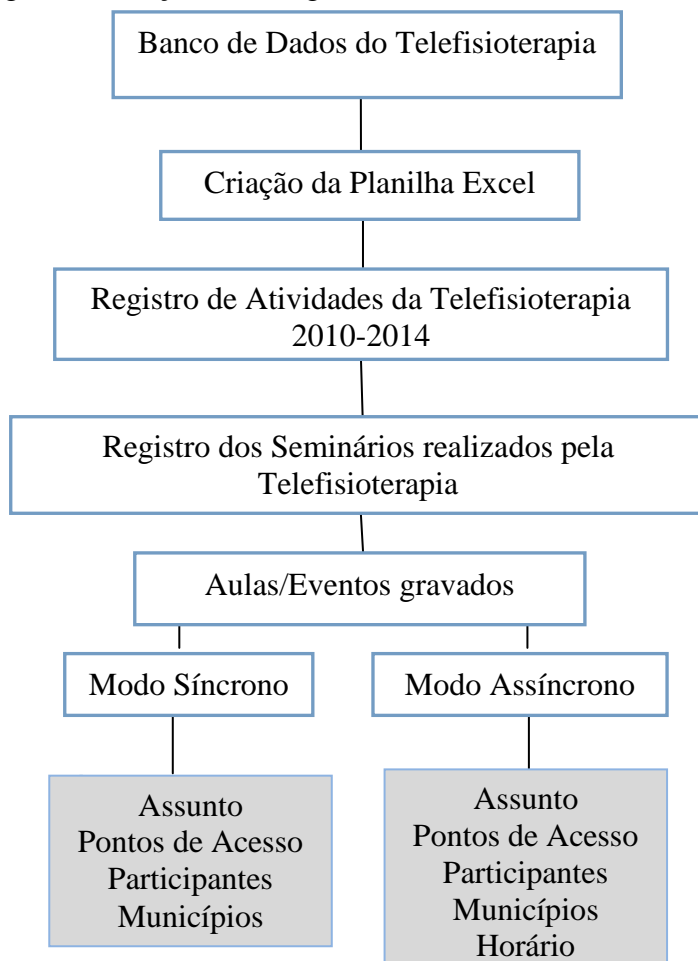 Banco de Dados do Telefisioterapia
Criação da Planilha Excel
Registro de Atividades da Telefisioterapia
2010-2014
Registro dos Seminários realizados pela
Telefisioterapia
Aulas/Eventos gravados
Modo Síncrono
Modo Assíncrono
Assunto
Pontos de Acesso
Participantes
Municípios
Assunto
Pontos de Acesso
Participantes
Municípios
Horário